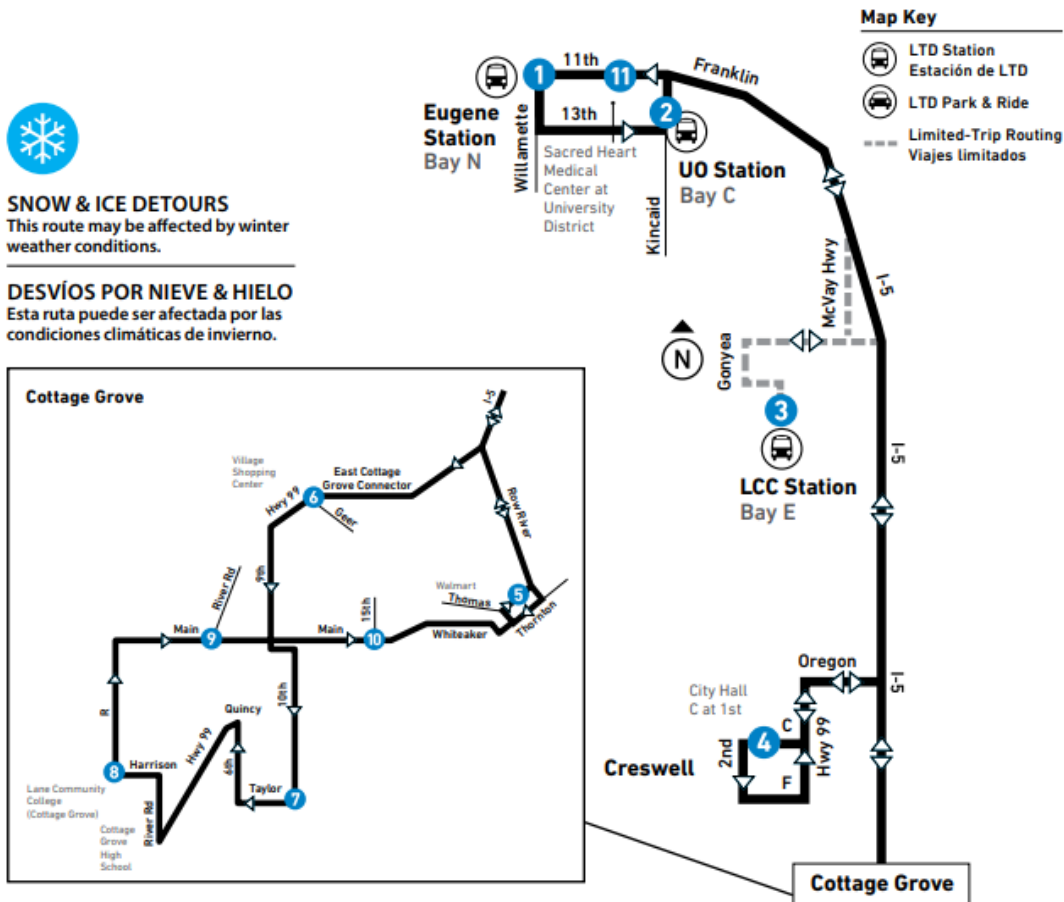 Map Key
LTD Station
Estación de LTD
LTD Park & Ride
Limited-Trip Routing
Viajes limitados
SNOW & ICE DETOURS
This route may be affected by winter
weather conditions.
DESVÍOS POR NIEVE & HIELO
Esta ruta puede ser afectada por las
condiciones climáticas de invierno.
1
11th
11
Franklin
Eugene
Station
Bay N
Willamette
13th
2
Sacred Heart
Medical
Center at
University
District
Kincaid
UO Station
Bay C
McVay Hwy
I-5
N
Gonyea
3
LCC Station
Bay E
I-5
Oregon
I-5
City Hall
C at 1st
4
C
2nd
F
Hwy 99
Creswell
Cottage Grove
Cottage Grove
I-5
Village
Shopping
Center
East Cottage
Grove Connector
Hwy 99
6
Geer
Row River
9th
River Rd
Walmart
Thomas
5
Thornton
15th
Main
9
Main
10
Whiteaker
R
Quincy
10th
Hwy 99
6th
8
Harrison
Taylor
7
Lane Community
College
(Cottage Grove)
River Rd
Cottage
Grove
High
School